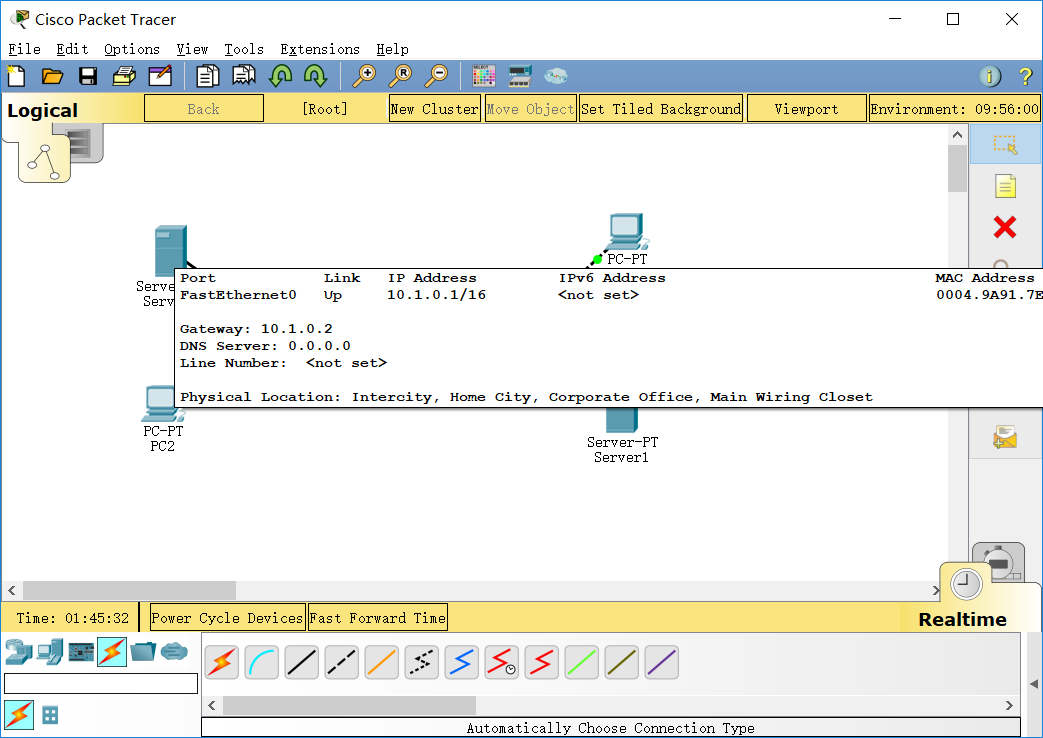 Cisco Packet Tracer
File Edit Options View Tools Extensions Help
Logical
Back
[Root]
New Cluster
Move Object
Set Tiled Background
Viewport
Environment: 09:56:00
PC-PT
Port Link IP Address IPv6 Address MAC Address
FastEthernet0 Up 10.1.0.1/16 <not set> 0004.9A91.7E
Gateway: 10.1.0.2
DNS Server: 0.0.0.0
Line Number: <not set>
Physical Location: Intercity, Home City, Corporate Office, Main Wiring Closet
PC-PT
PC2
Server-PT
Server1
Time: 01:45:32
Power Cycle Devices
Fast Forward Time
Realtime
Automatically Choose Connection Type